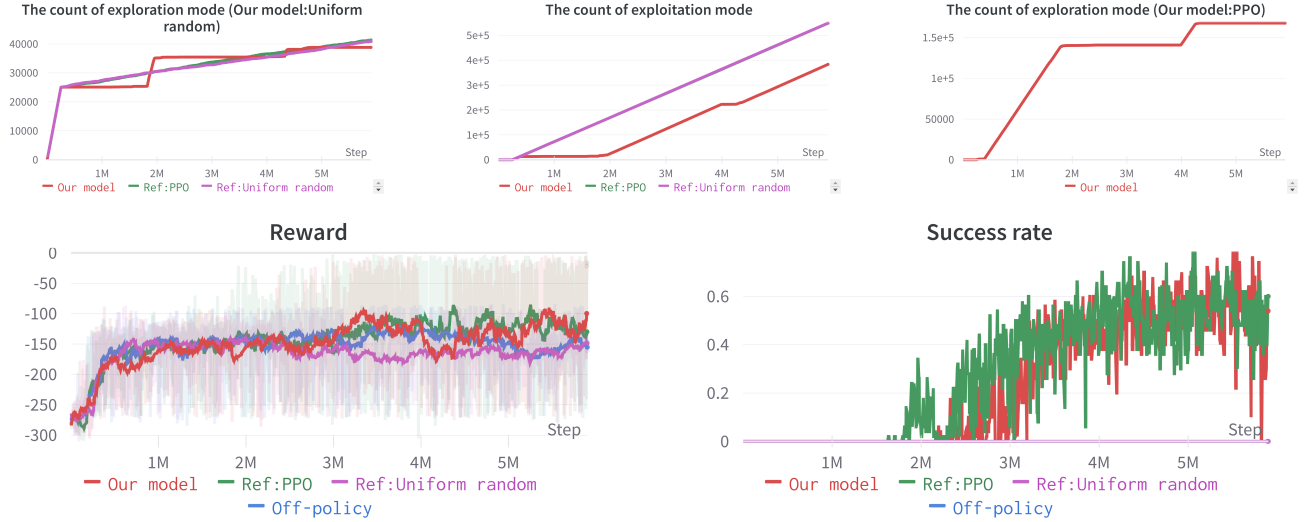 The count of exploration mode (Our model:Uniform
random)
40000
30000
20000
10000
0
1M 2M 3M 4M 5M
Step
Our model Ref:PPO Ref:Uniform random
The count of exploitation mode
5e+5
4e+5
3e+5
2e+5
1e+5
0
1M 2M 3M 4M 5M
Step
Our model Ref:PPO Ref:Uniform random
The count of exploration mode (Our model:PPO)
1.5e+5
1e+5
50000
0
1M 2M 3M 4M 5M
Step
Our model
Reward
0
-50
-100
-150
-200
-250
-300
1M 2M 3M 4M 5M
Step
Our model Ref:PPO Ref:Uniform random
Off-policy
Success rate
0.6
0.4
0.2
0
1M 2M 3M 4M 5M
Step
Our model Ref:PPO Ref:Uniform random
Off-policy